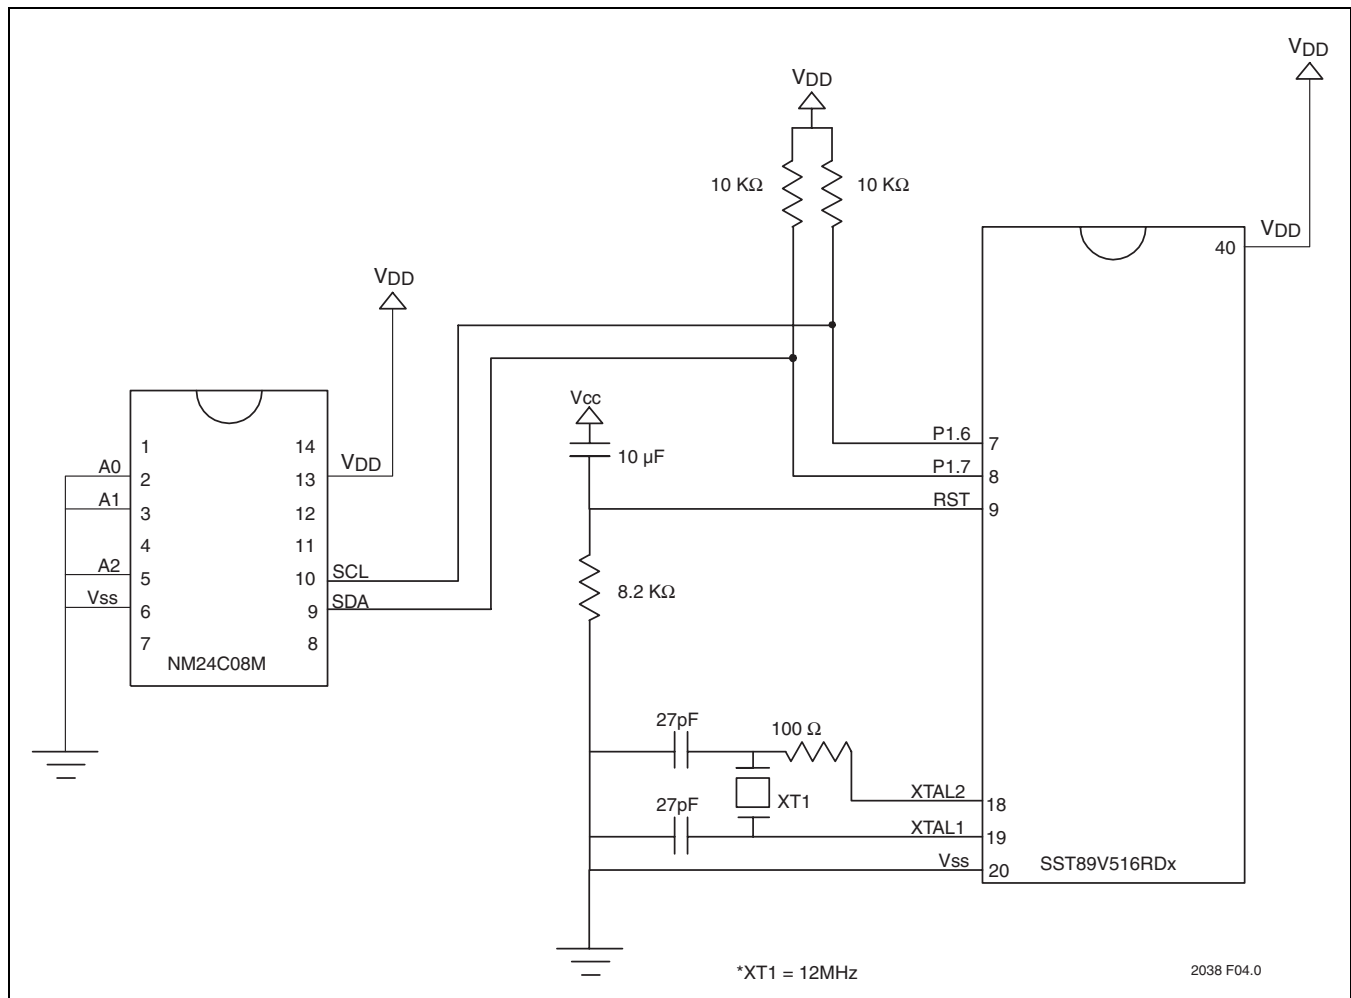 VDD
VDD
10 KΩ
10 KΩ
VDD
40
VDD
Vcc
10 µF
P1.6
7
P1.7
8
RST
9
1
14
A0
2
13
VDD
A1
3
12
4
11
A2
5
10
SCL
Vss
6
9
SDA
7
8
NM24C08M
8.2 KΩ
27pF
100 Ω
XT1
27pF
XTAL2
18
XTAL1
19
Vss
20
SST89V516RDx
*XT1 = 12MHz
2038 F04.0